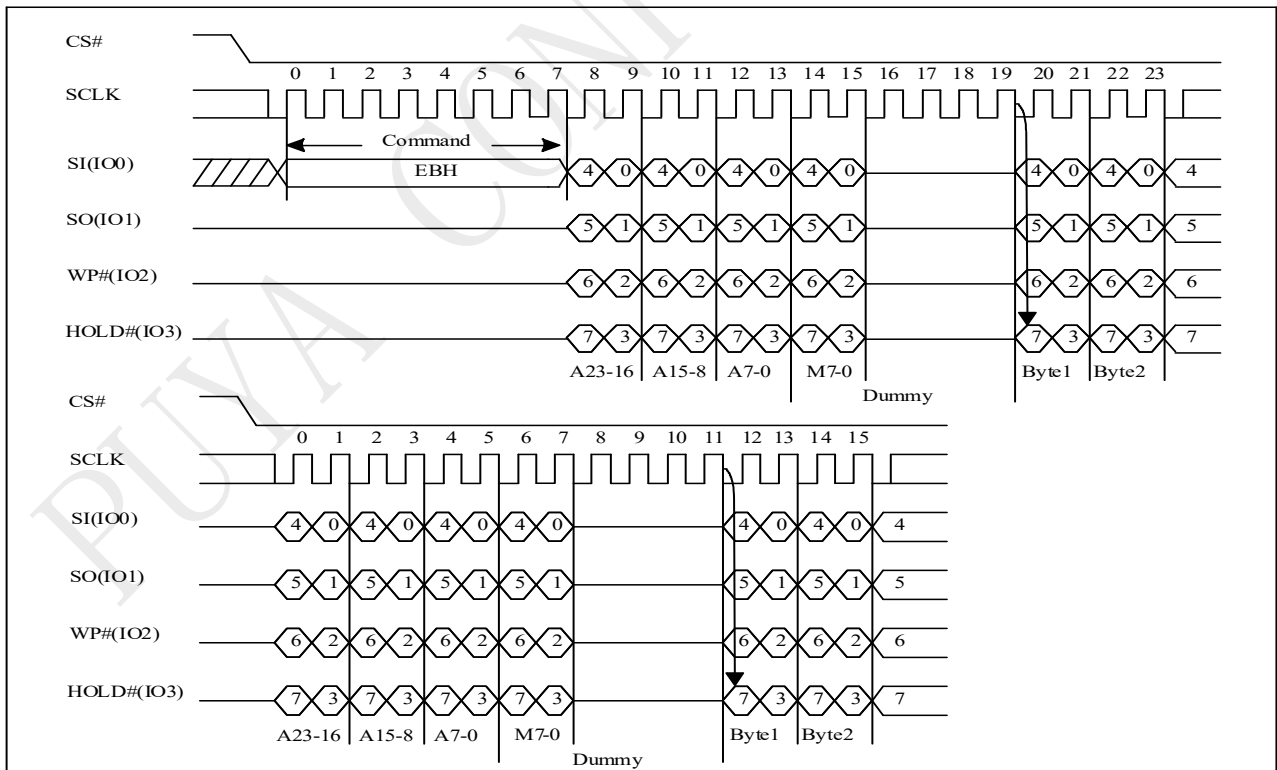 CS#
0 1 2 3 4 5 6 7 8 9 10 11 12 13 14 15 16 17 18 19 20 21 22 23
SCLK
Command
SI(IO0) EBH 4 0 4 0 4 0 4 0 4 0 4 0 4
SO(IO1) 5 1 5 1 5 1 5 1 5 1 5 1 5
WP#(IO2) 6 2 6 2 6 2 6 2 6 2 6 2 6
HOLD#(IO3) 7 3 7 3 7 3 7 3 7 3 7 3 7
A23-16 A15-8 A7-0 M7-0 Byte1 Byte2
Dummy
CS#
0 1 2 3 4 5 6 7 8 9 10 11 12 13 14 15
SCLK
SI(IO0) 4 0 4 0 4 0 4 0 4 0 4 0 4
SO(IO1) 5 1 5 1 5 1 5 1 5 1 5 1 5
WP#(IO2) 6 2 6 2 6 2 6 2 6 2 6 2 6
HOLD#(IO3) 7 3 7 3 7 3 7 3 7 3 7 3 7
A23-16 A15-8 A7-0 M7-0 Byte1 Byte2
Dummy
PUYA